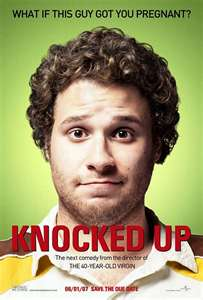 WHAT IF THIS GUY GOT YOU PREGNANT?
KNOCKED UP
The next comedy from the director of
THE 40-YEAR-OLD VIRGIN
06/01/07 SAVE THE DUE DATE